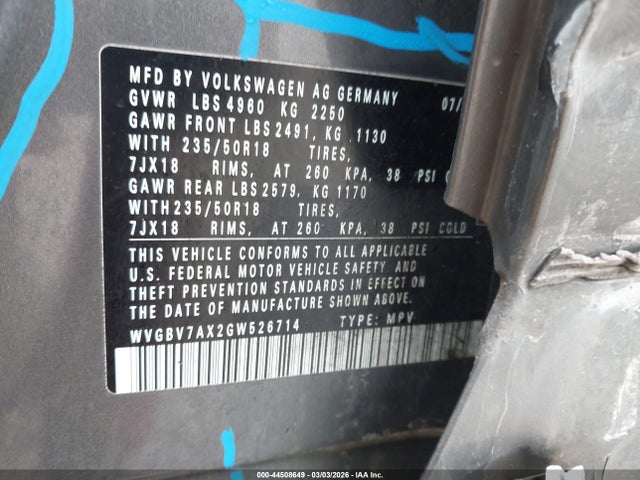 MFD BY VOLKSWAGEN AG GERMANY 07/
GVWR LBS 4960 KG 2250
GAWR FRONT LBS 2491, KG 1130
WITH 235/50R18 TIRES,
7JX18 RIMS, AT 260 KPA, 38 PSI
GAWR REAR LBS 2579, KG 1170
WITH 235/50R18 TIRES,
7JX18 RIMS, AT 260 KPA, 38 PSI COLD
THIS VEHICLE CONFORMS TO ALL APPLICABLE
U.S. FEDERAL MOTOR VEHICLE SAFETY AND
THEFT PREVENTION STANDARDS IN EFFECT ON
THE DATE OF MANUFACTURE SHOWN ABOVE.
WVGBV7AX2GW526714 TYPE: MPV
000-44508649 | 03/03/2026 | IAA Inc.